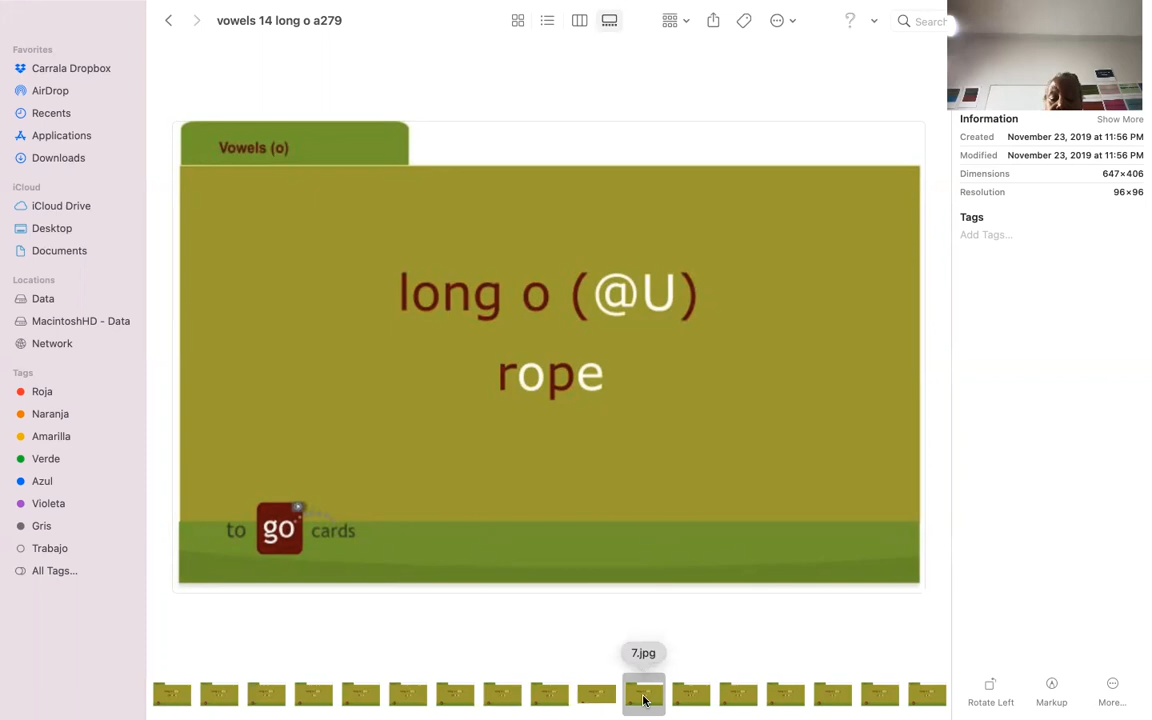 vowels 14 long o a279
Search
Favorites
Carrala Dropbox
AirDrop
Recents
Applications
Downloads
iCloud
iCloud Drive
Desktop
Documents
Locations
Data
MacintoshHD - Data
Network
Tags
Roja
Naranja
Amarilla
Verde
Azul
Violeta
Gris
Trabajo
All Tags...
Vowels (o)
long o (@U)
rope
to go cards
7.jpg
Information Show More
Created November 23, 2019 at 11:56 PM
Modified November 23, 2019 at 11:56 PM
Dimensions 647×406
Resolution 96×96
Tags
Add Tags...
Rotate Left Markup More...